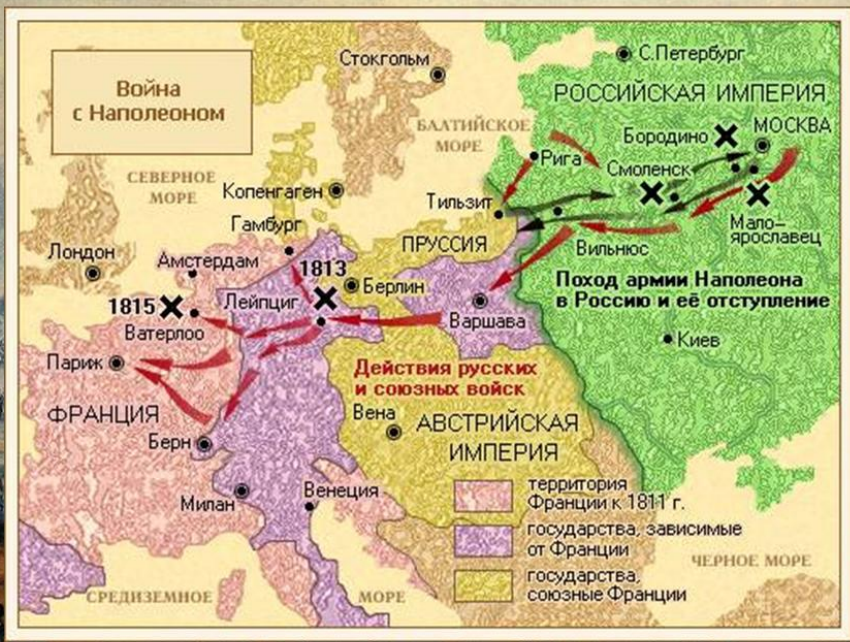 Война
с Наполеоном
Стокгольм
С.Петербург
РОССИЙСКАЯ ИМПЕРИЯ
БАЛТИЙСКОЕ
МОРЕ
Бородино
МОСКВА
Рига
Смоленск
СЕВЕРНОЕ
МОРЕ
Копенгаген
Тильзит
Гамбург
ПРУССИЯ
Вильнюс
Мало–
ярославец
Лондон
Амстердам
1813
Берлин
Поход армии Наполеона
в Россию и её отступление
1815
Лейпциг
Ватерлоо
Варшава
Киев
Париж
Действия русских
и союзных войск
ФРАНЦИЯ
Вена
АВСТРИЙСКАЯ
ИМПЕРИЯ
Берн
Милан
Венеция
территория
Франции к 1811 г.
государства, зависимые
от Франции
государства,
союзные Франции
ЧЕРНОЕ МОРЕ
СРЕДИЗЕМНОЕ
МОРЕ